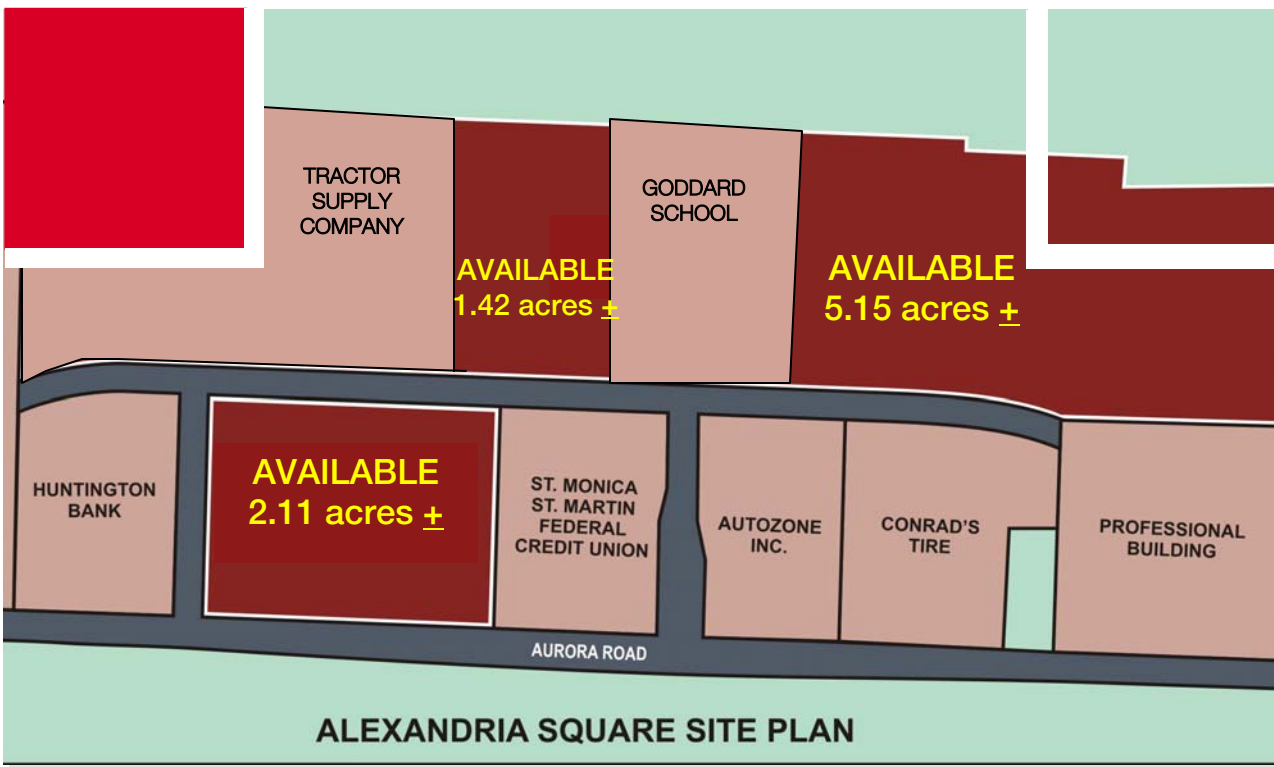 TRACTOR
SUPPLY
COMPANY
GODDARD
SCHOOL
AVAILABLE
1.42 acres ±
AVAILABLE
5.15 acres ±
HUNTINGTON
BANK
AVAILABLE
2.11 acres ±
ST. MONICA
ST. MARTIN
FEDERAL
CREDIT UNION
AUTOZONE
INC.
CONRAD'S
TIRE
PROFESSIONAL
BUILDING
AURORA ROAD
ALEXANDRIA SQUARE SITE PLAN